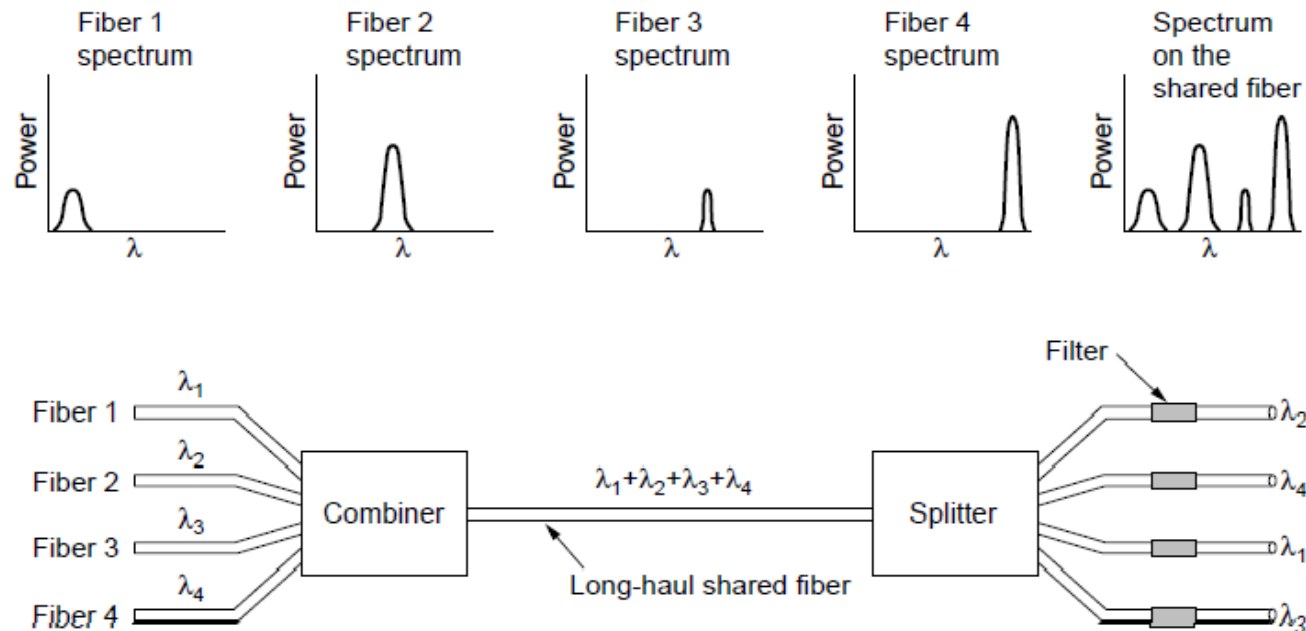 Fiber 1
spectrum
Fiber 2
spectrum
Fiber 3
spectrum
Fiber 4
spectrum
Spectrum
on the
shared fiber
Power
λ
Power
λ
Power
λ
Power
λ
Power
λ
Filter
Fiber 1
λ₁
Fiber 2
λ₂
Fiber 3
λ₃
Fiber 4
λ₄
Combiner
λ₁+λ₂+λ₃+λ₄
Long-haul shared fiber
Splitter
λ₂
λ₄
λ₁
λ₃